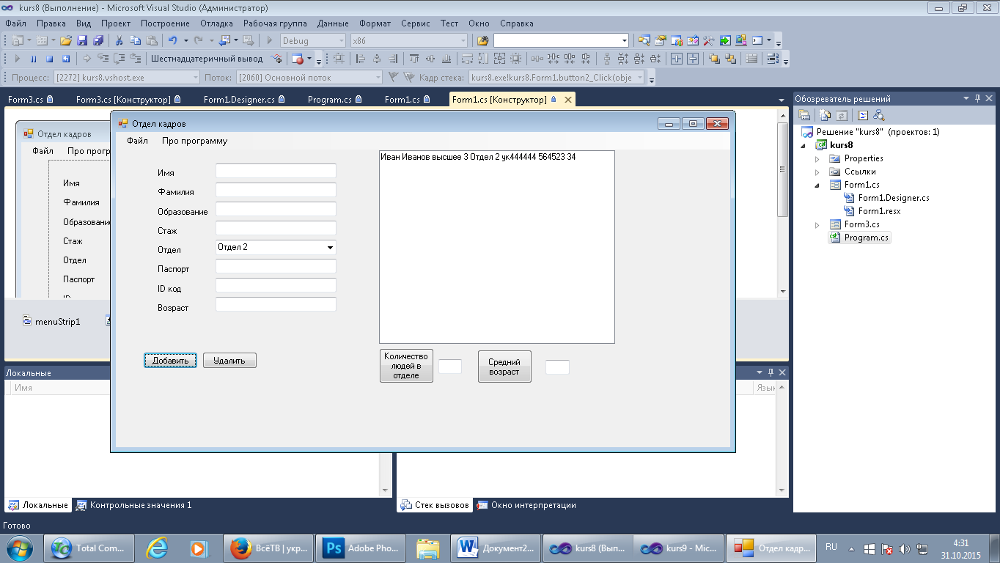 kurs8 (Выполнение) - Microsoft Visual Studio (Администратор)
Файл Правка Вид Проект Построение Отладка Рабочая группа Данные Формат Сервис Тест Окно Справка
Debug x86
Шестнадцатеричный вывод
Процесс: [2272] kurs8.vshost.exe Поток: [2060] Основной поток Кадр стека: kurs8.exe!kurs8.Form1.button2_Click(obje
Form3.cs Form3.cs [Конструктор] Form1.Designer.cs Program.cs Form1.cs Form1.cs [Конструктор]
Отдел кадров
Файл Про прогр
Имя
Фамилия
Образование
Стаж
Отдел
Паспорт
menuStrip1
Отдел кадров
Файл Про программу
Имя
Фамилия
Образование
Стаж
Отдел Отдел 2
Паспорт
ID код
Возраст
Добавить Удалить
Иван Иванов высшее 3 Отдел 2 ук444444 564523 34
Количество
людей в
отделе
Средний
возраст
Обозреватель решений
Решение "kurs8" (проектов: 1)
kurs8
Properties
Ссылки
Form1.cs
Form1.Designer.cs
Form1.resx
Form3.cs
Program.cs
Локальные
Имя
Язык
Локальные Контрольные значения 1
Стек вызовов Окно интерпретации
Готово
Total Com... ВсёТВ | укр... Adobe Pho... Документ2... kurs8 (Вып... kurs9 - Mic... Отдел кадр...
RU
4:31
31.10.2015